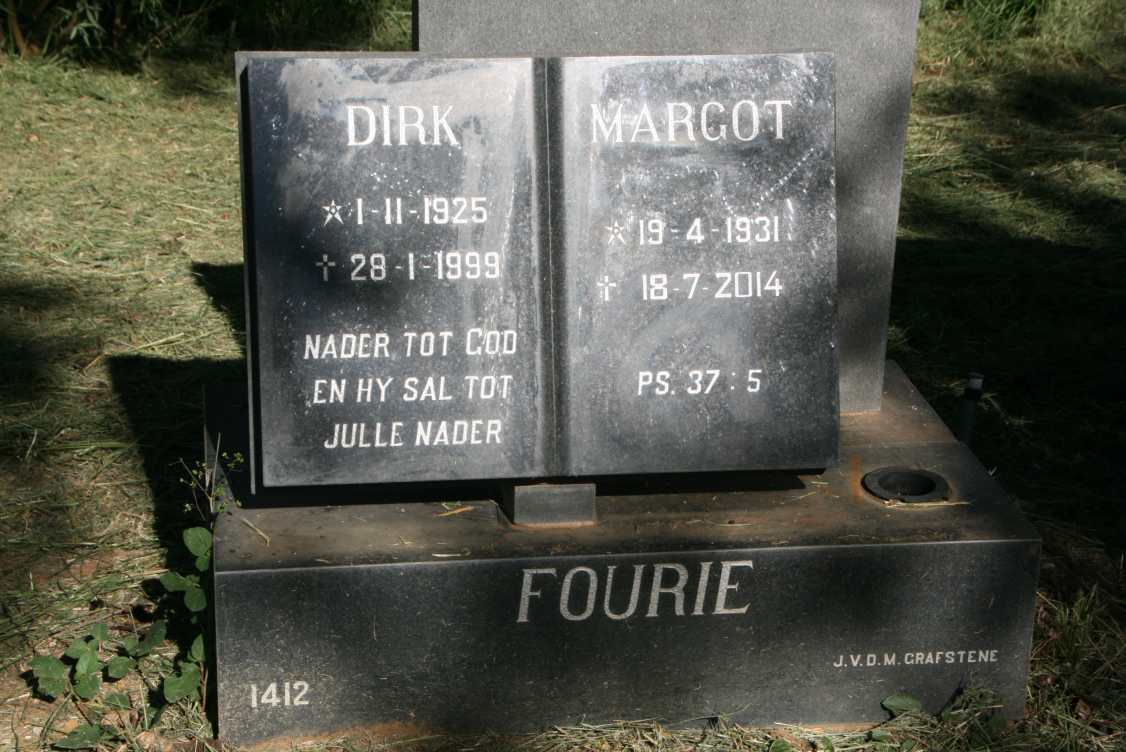 DIRK
☆ 1-11-1925
† 28-1-1999
NADER TOT GOD
EN HY SAL TOT
JULLE NADER
MARGOT
☆ 19-4-1931
† 18-7-2014
PS. 37 : 5
FOURIE
J.V.D.M. GRAFSTENE
1412